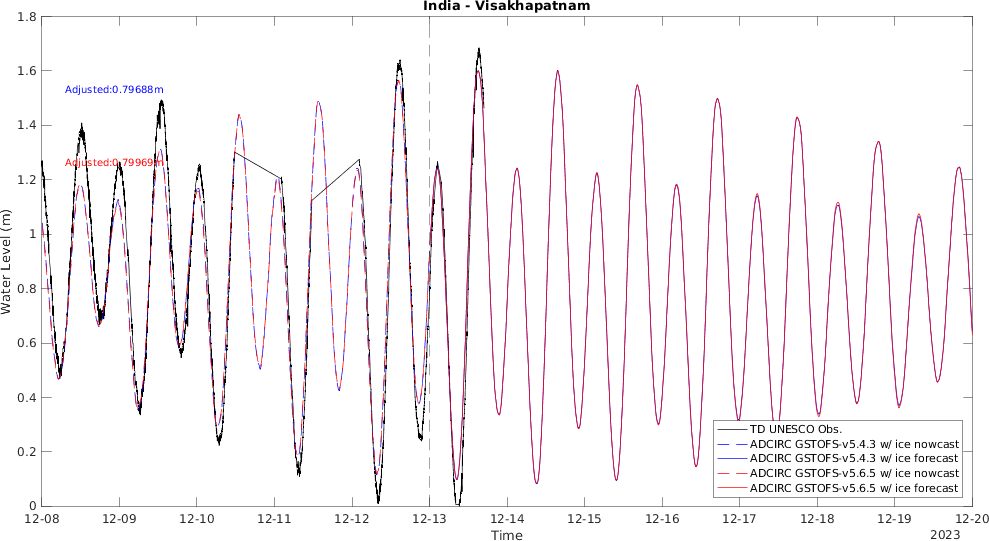 India - Visakhapatnam
1.8
1.6
1.4
1.2
1
0.8
0.6
0.4
0.2
0
Water Level (m)
Adjusted:0.79688m
Adjusted:0.79969m
TD UNESCO Obs.
ADCIRC GSTOFS-v5.4.3 w/ ice nowcast
ADCIRC GSTOFS-v5.4.3 w/ ice forecast
ADCIRC GSTOFS-v5.6.5 w/ ice nowcast
ADCIRC GSTOFS-v5.6.5 w/ ice forecast
12-08 12-09 12-10 12-11 12-12 12-13 12-14 12-15 12-16 12-17 12-18 12-19 12-20
Time
2023